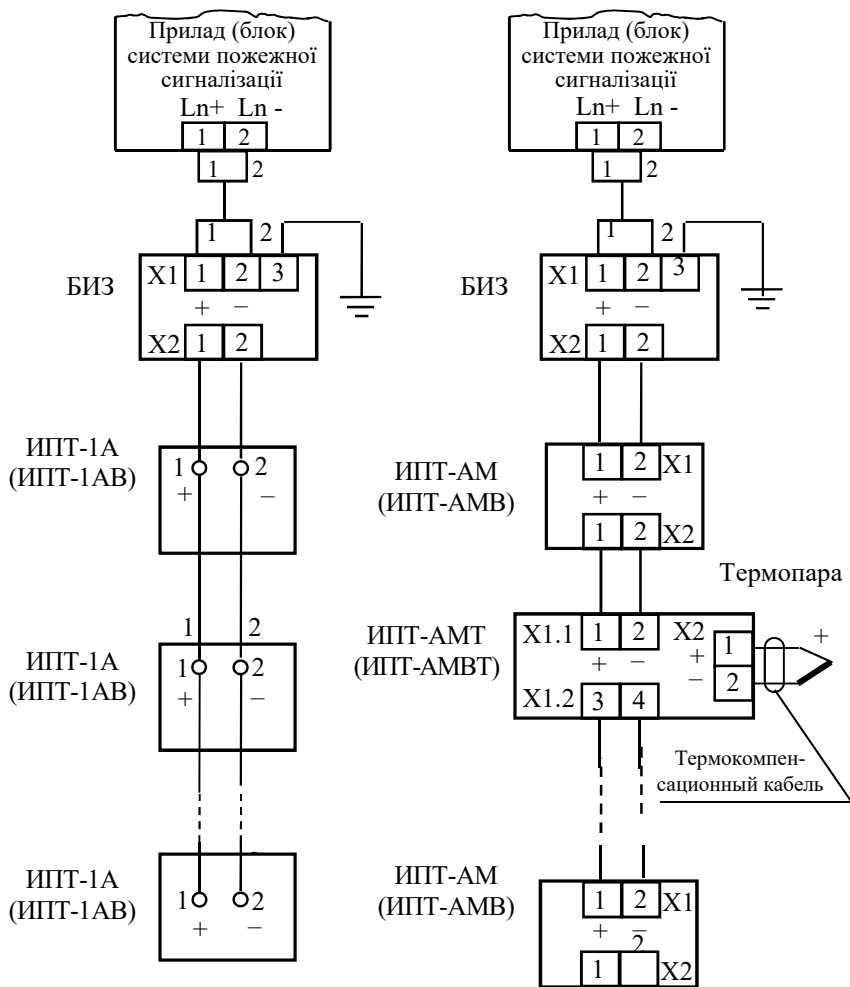 Прилад (блок)
системи пожежної
сигналізації
Ln+ Ln -
1 2
1 2
1 2
БИЗ
X1 1 2 3
+ −
X2 1 2
ИПТ-1А
(ИПТ-1АВ)
1 2
+ −
1 2
ИПТ-1А
(ИПТ-1АВ)
1 2
+ −
ИПТ-1А
(ИПТ-1АВ)
1 2
+ −
Прилад (блок)
системи пожежної
сигналізації
Ln+ Ln -
1 2
1 2
1 2
БИЗ
X1 1 2 3
+ −
X2 1 2
ИПТ-АМ
(ИПТ-АМВ)
1 2 X1
+ −
1 2 X2
Термопара
ИПТ-АМТ
(ИПТ-АМВТ)
X1.1 1 2 X2
+ −
X1.2 3 4
+ 1
− 2
+
Термокомпен-
сационный кабель
ИПТ-АМ
(ИПТ-АМВ)
1 2 X1
+ −
2
1 X2